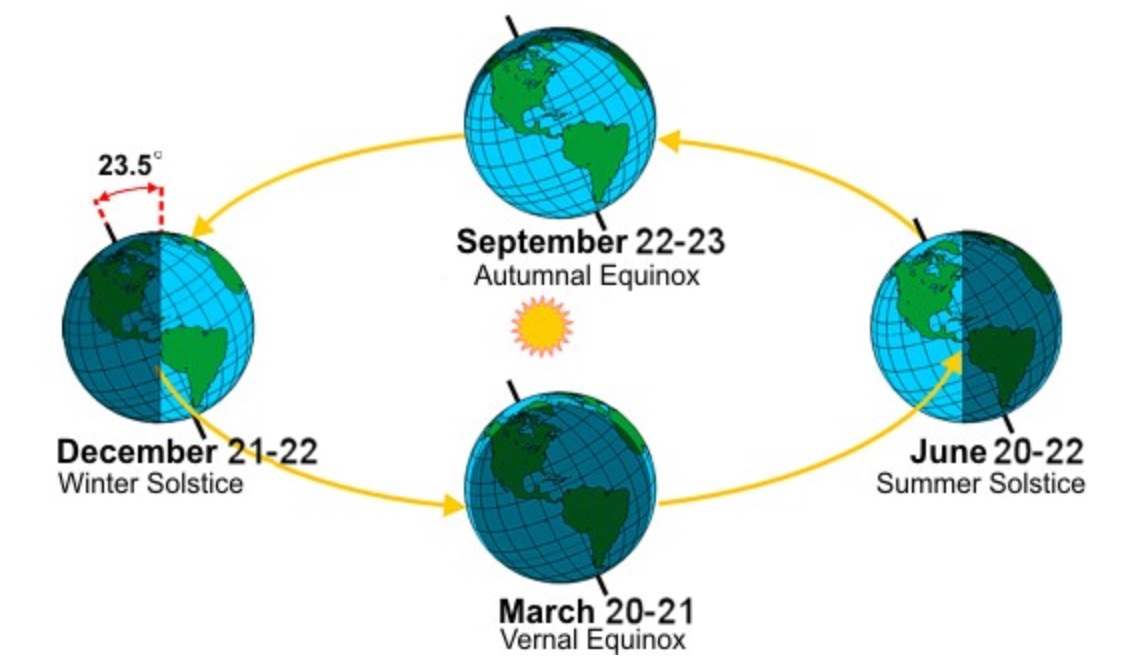 September 22-23
Autumnal Equinox
23.5°
December 21-22
Winter Solstice
June 20-22
Summer Solstice
March 20-21
Vernal Equinox